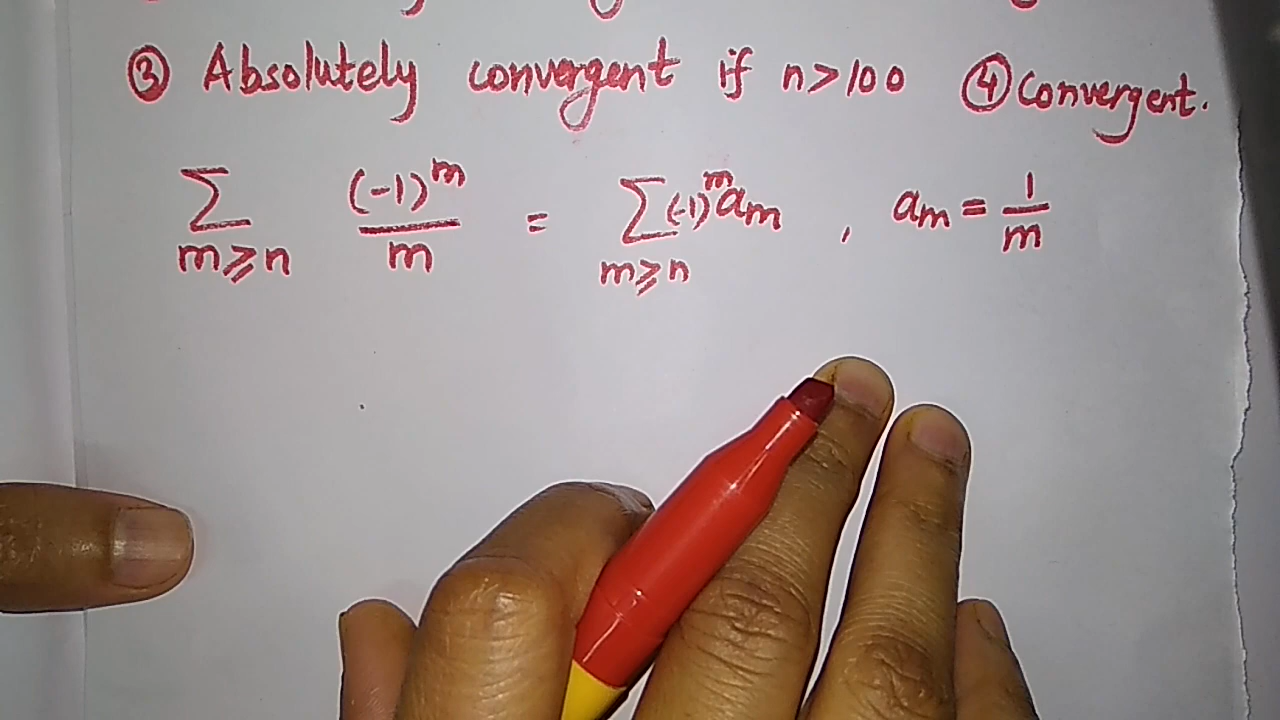 ③ Absolutely convergent if n>100 ④ convergent.
∑ m⩾n (-1)^m / m = ∑ m⩾n (-1)^m a_m , a_m = 1/m